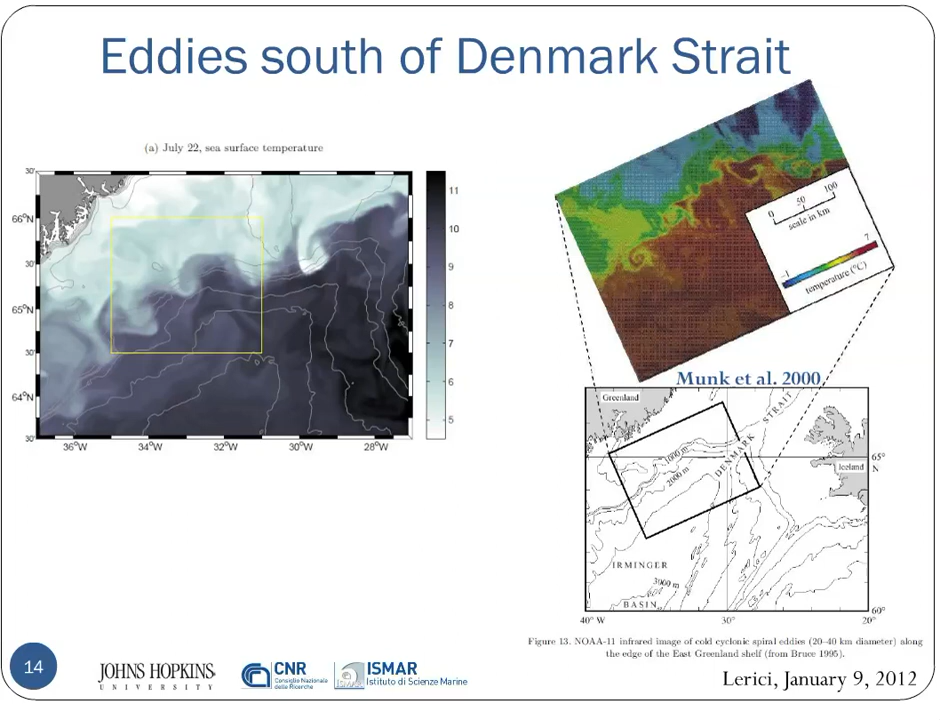 Eddies south of Denmark Strait
(a) July 22, sea surface temperature
30'
66°N
30'
65°N
30'
64°N
30'
36°W
34°W
32°W
30°W
28°W
11
10
9
8
7
6
5
0
50
100
scale in km
-1
7
temperature (°C)
Munk et al. 2000
Greenland
STRAIT
DENMARK
1000 m
2000 m
65°
N
Iceland
IRMINGER
BASIN
3000 m
60°
40° W
30°
20°
Figure 13. NOAA-11 infrared image of cold cyclonic spiral eddies (20–40 km diameter) along
the edge of the East Greenland shelf (from Bruce 1995).
14
JOHNS HOPKINS
UNIVERSITY
CNR
Consiglio Nazionale
delle Ricerche
ISMAR
ISMAR
Istituto di Scienze Marine
Lerici, January 9, 2012